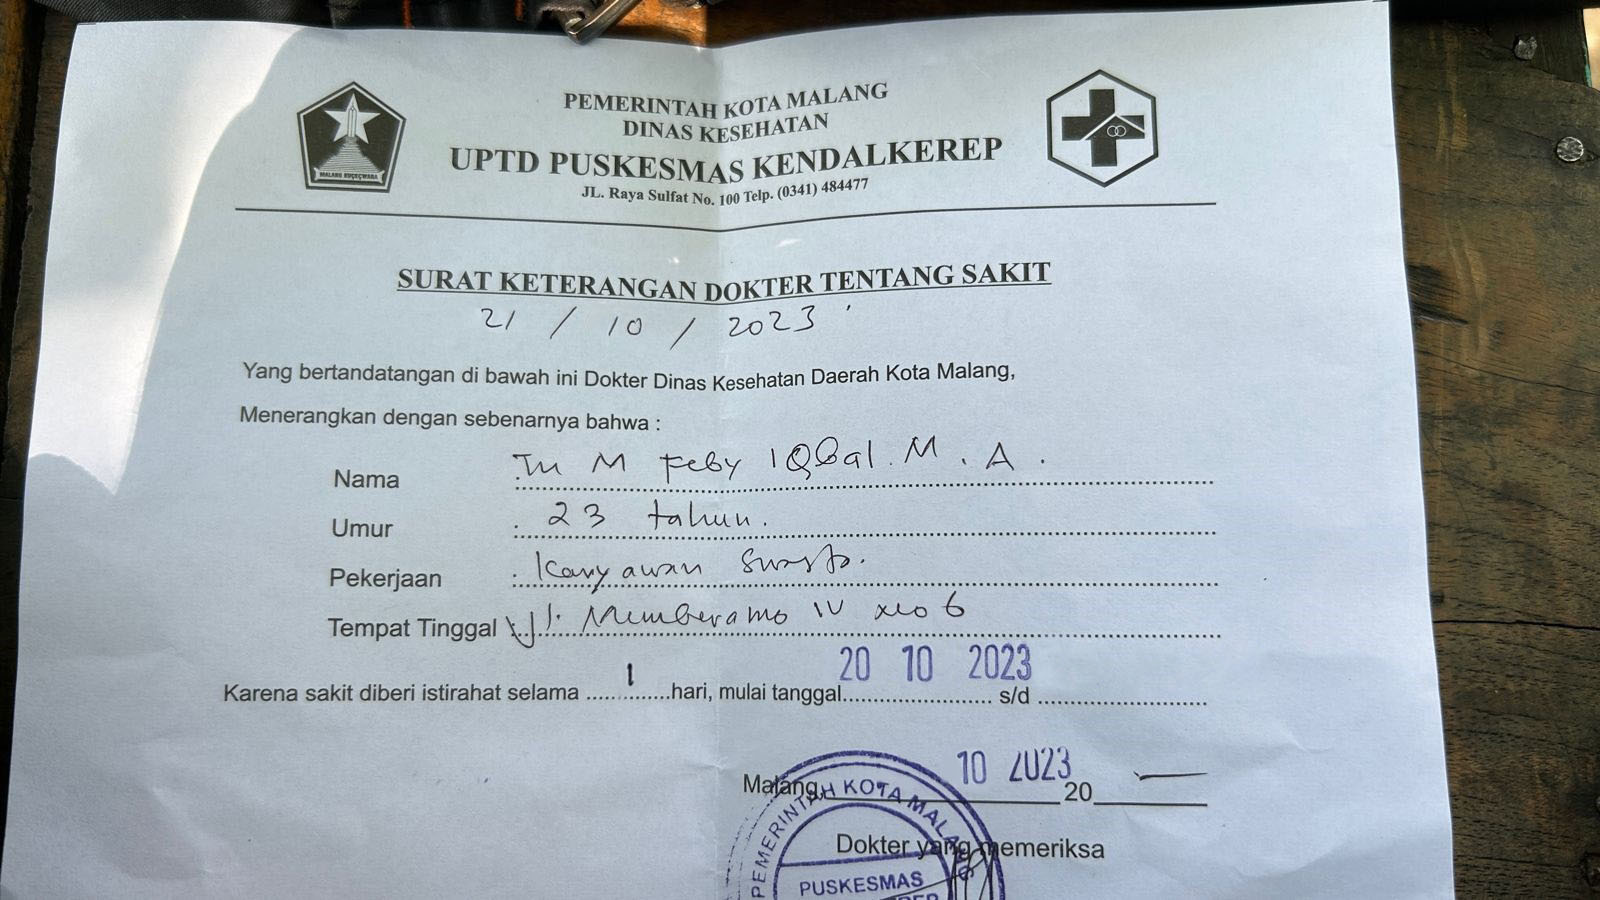 MALANG KUÇEÇWARA
PEMERINTAH KOTA MALANG
DINAS KESEHATAN
UPTD PUSKESMAS KENDALKEREP
JL. Raya Sulfat No. 100 Telp. (0341) 484477
SURAT KETERANGAN DOKTER TENTANG SAKIT
21 / 10 / 2023
Yang bertandatangan di bawah ini Dokter Dinas Kesehatan Daerah Kota Malang,
Menerangkan dengan sebenarnya bahwa :
Nama : Tn M Feby IQBal. M. A.
Umur : 23 tahun.
Pekerjaan : Karyawan Swasta.
Tempat Tinggal : Jl. Memberamo IV no 6
Karena sakit diberi istirahat selama ....1....hari, mulai tanggal 20 10 2023 s/d ....
Malang, 10 2023 20 —
Dokter yang memeriksa
PEMERINTAH KOTA MALANG
PUSKESMAS